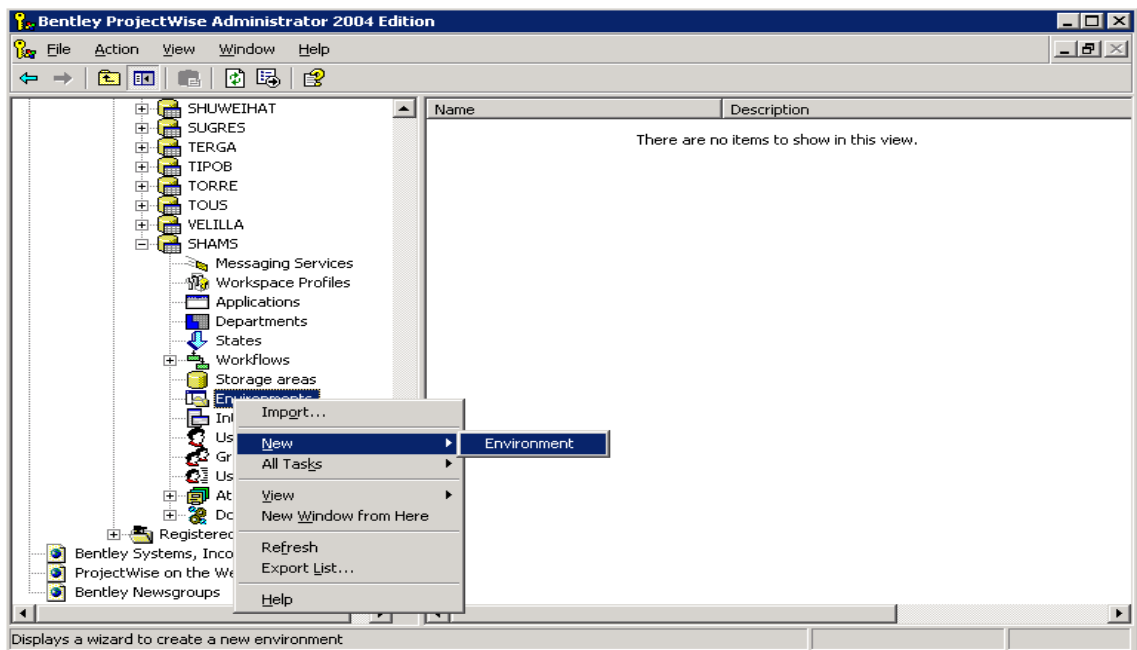 Bentley ProjectWise Administrator 2004 Edition
File Action View Window Help
Name Description
There are no items to show in this view.
SHUWEIHAT
SUGRES
TERGA
TIPOB
TORRE
TOUS
VELILLA
SHAMS
Messaging Services
Workspace Profiles
Applications
Departments
States
Workflows
Storage areas
Environments
Import...
New
Environment
All Tasks
View
New Window from Here
Refresh
Export List...
Help
Registered
Bentley Systems, Inco
ProjectWise on the We
Bentley Newsgroups
Displays a wizard to create a new environment